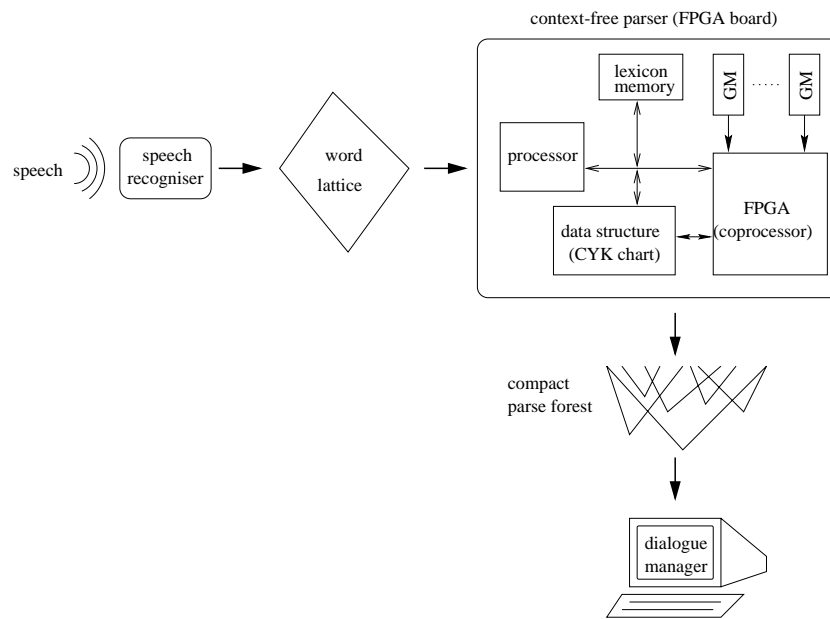 context-free parser (FPGA board)
lexicon
memory
GM
.....
GM
speech
speech
recogniser
word
lattice
processor
data structure
(CYK chart)
FPGA
(coprocessor)
compact
parse forest
dialogue
manager